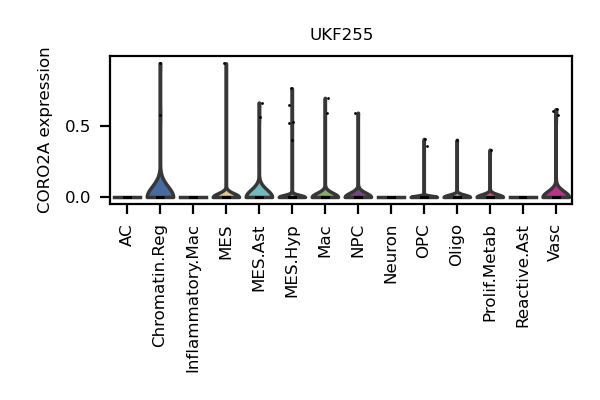 UKF255
CORO2A expression
0.5
0.0
AC
Chromatin.Reg
Inflammatory.Mac
MES
MES.Ast
MES.Hyp
Mac
NPC
Neuron
OPC
Oligo
Prolif.Metab
Reactive.Ast
Vasc